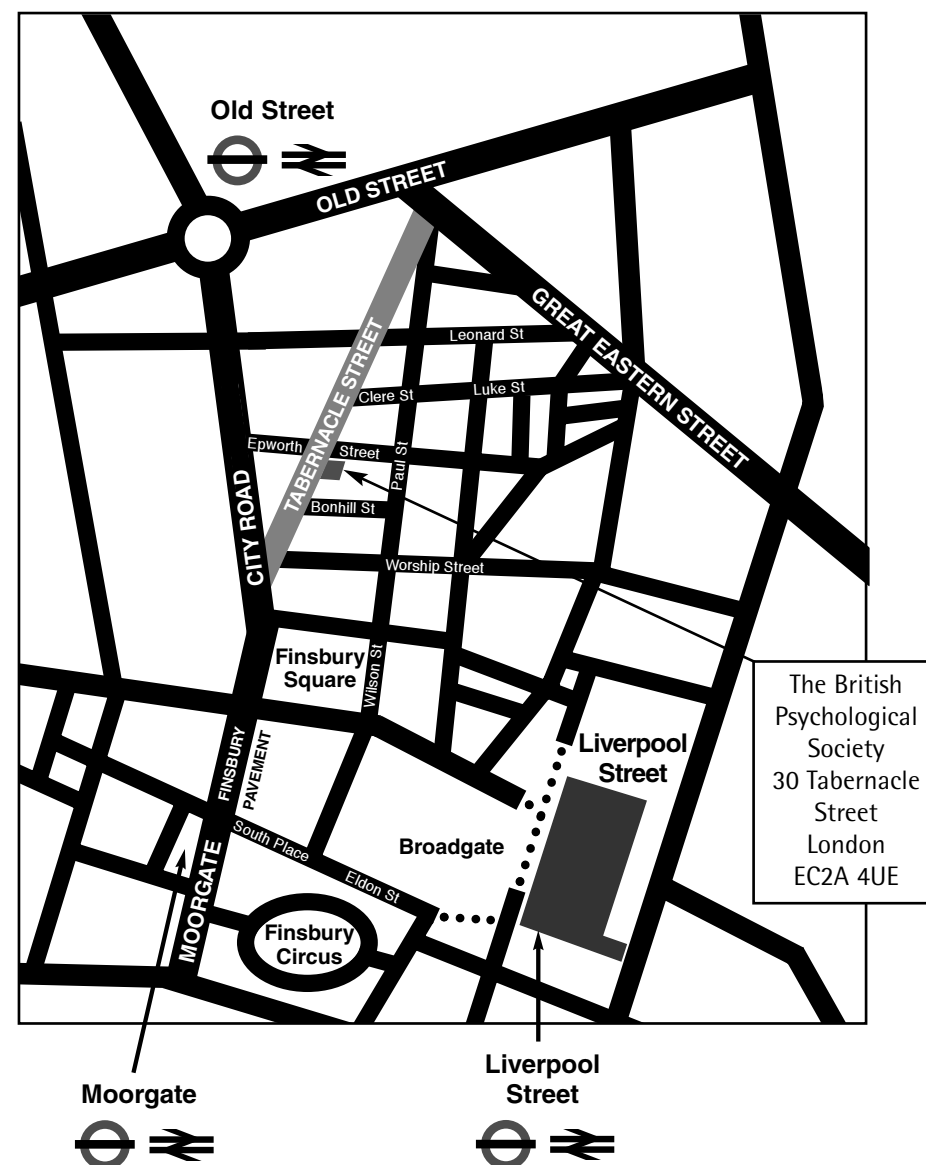 Old Street
OLD STREET
TABERNACLE STREET
GREAT EASTERN STREET
Leonard St
Clere St
Luke St
Epworth
Street
Paul St
Bonhill St
CITY ROAD
Worship Street
Finsbury
Square
Wilson St
FINSBURY
PAVEMENT
Liverpool
Street
The British
Psychological
Society
30 Tabernacle
Street
London
EC2A 4UE
South Place
Broadgate
Eldon St
MOORGATE
Finsbury
Circus
Moorgate
Liverpool
Street